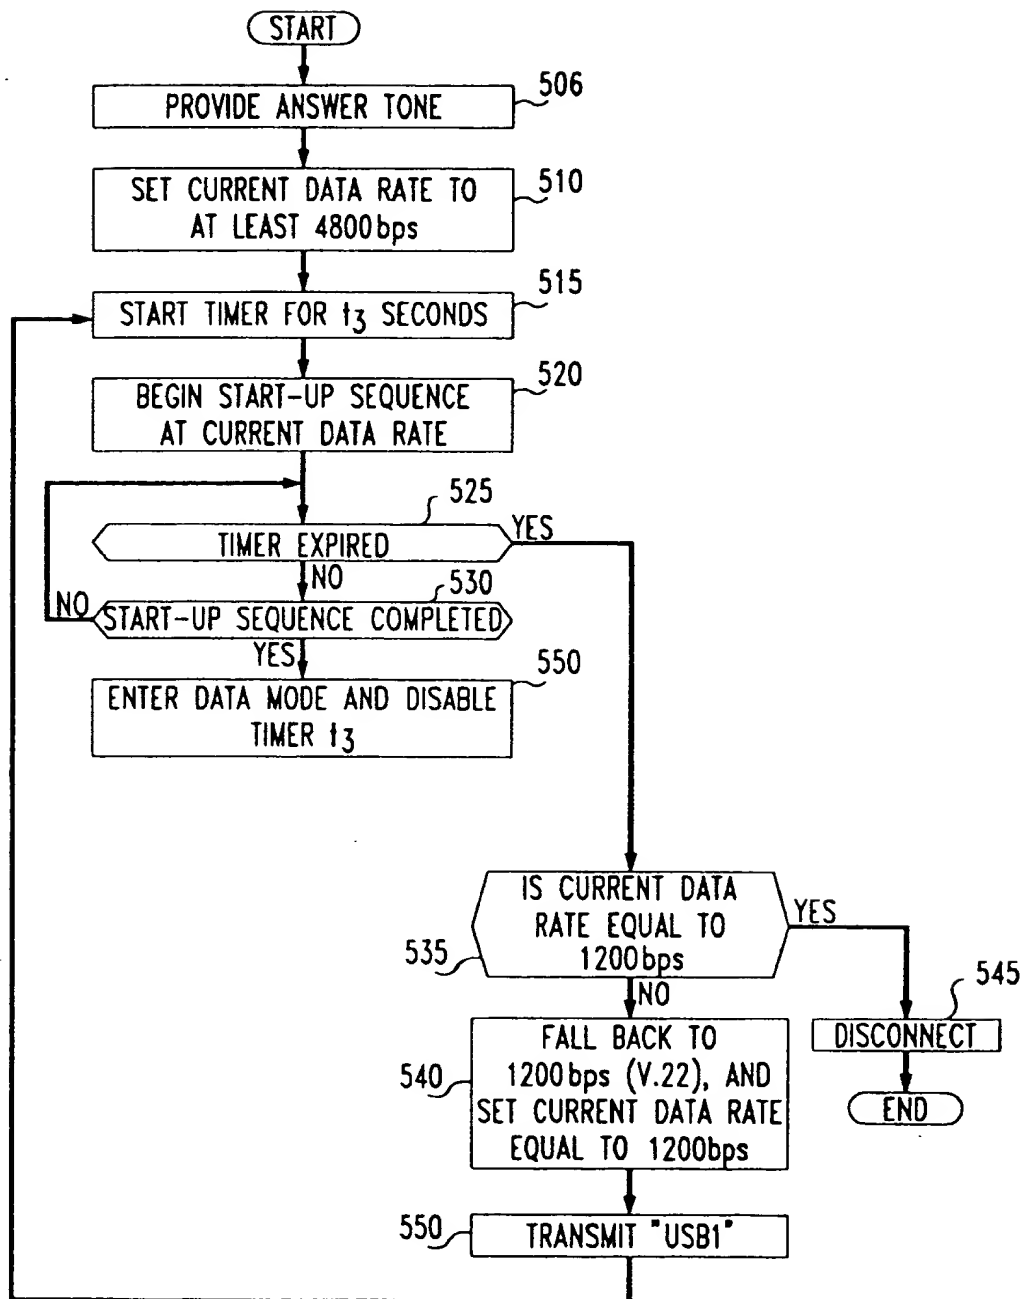 START
PROVIDE ANSWER TONE
506
SET CURRENT DATA RATE TO
AT LEAST 4800bps
510
START TIMER FOR t3 SECONDS
515
BEGIN START-UP SEQUENCE
AT CURRENT DATA RATE
520
525
TIMER EXPIRED
YES
NO
530
NO
START-UP SEQUENCE COMPLETED
YES
550
ENTER DATA MODE AND DISABLE
TIMER t3
IS CURRENT DATA
RATE EQUAL TO
1200bps
YES
535
NO
545
DISCONNECT
FALL BACK TO
1200bps (V.22), AND
SET CURRENT DATA RATE
EQUAL TO 1200bps
540
END
550
TRANSMIT "USB1"